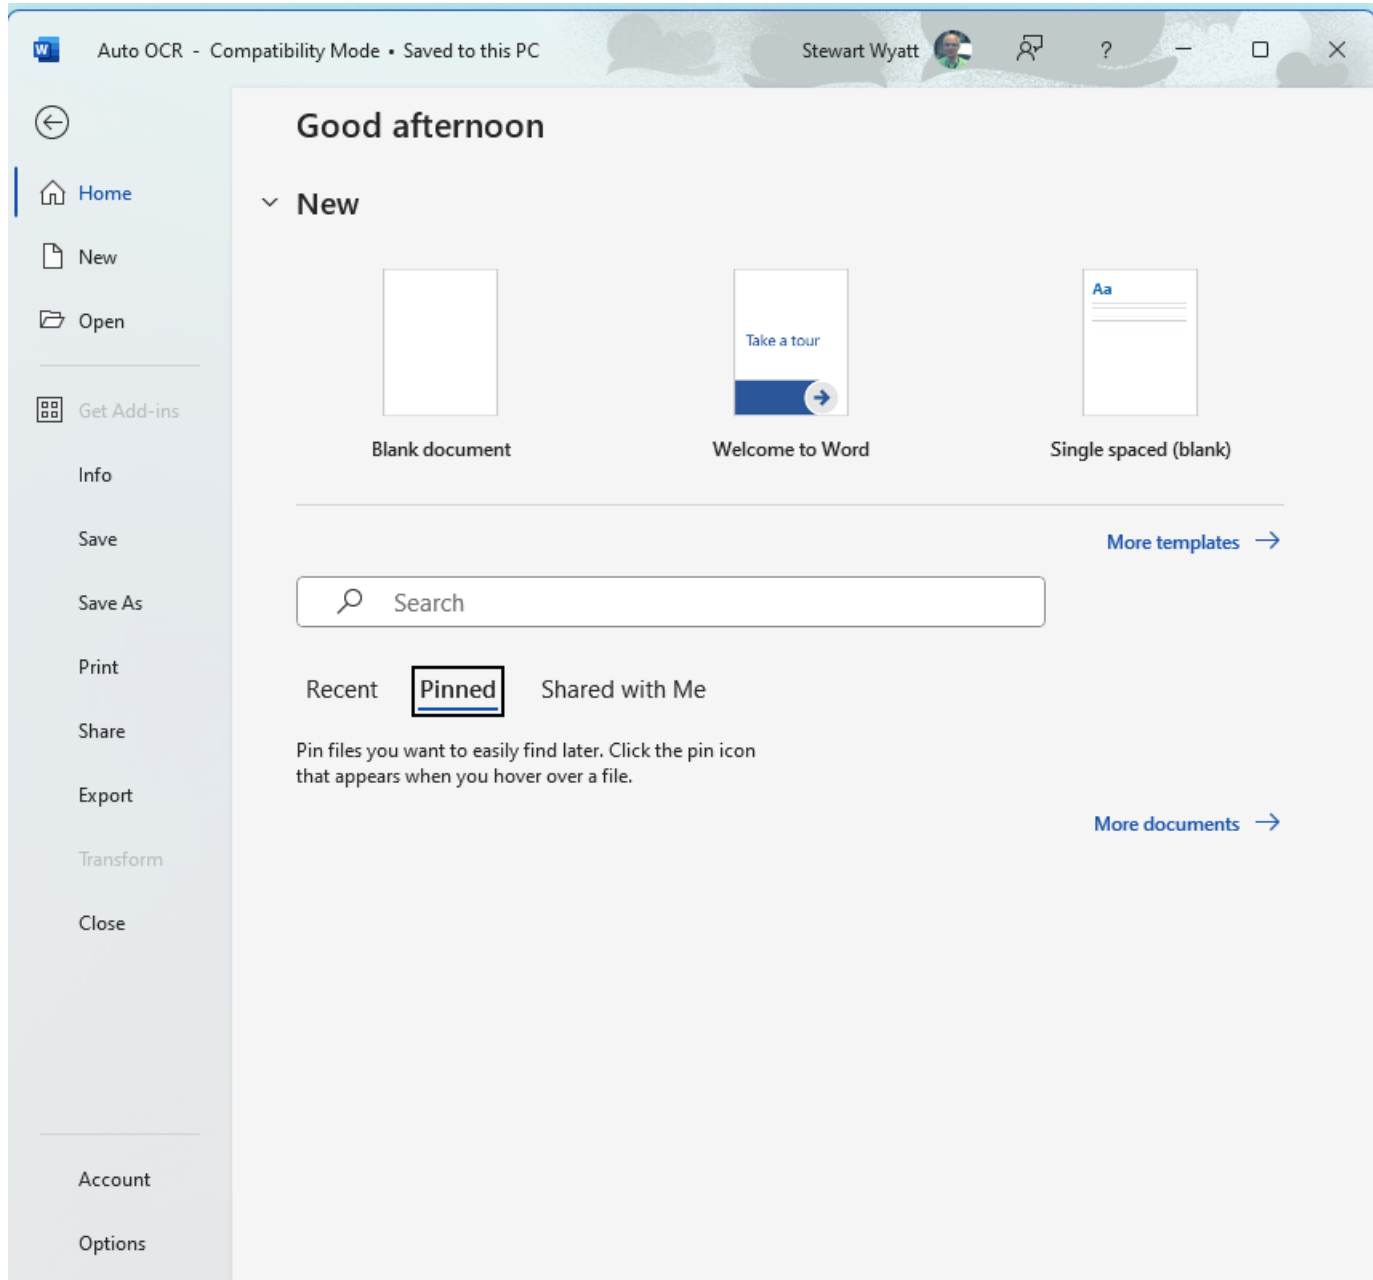 Auto OCR - Compatibility Mode • Saved to this PC
Stewart Wyatt
?
Good afternoon
Home
New
New
Open
Aa
Take a tour
Get Add-ins
Blank document
Welcome to Word
Single spaced (blank)
Info
Save
More templates
Save As
Search
Print
Recent
Pinned
Shared with Me
Share
Pin files you want to easily find later. Click the pin icon
that appears when you hover over a file.
Export
More documents
Transform
Close
Account
Options